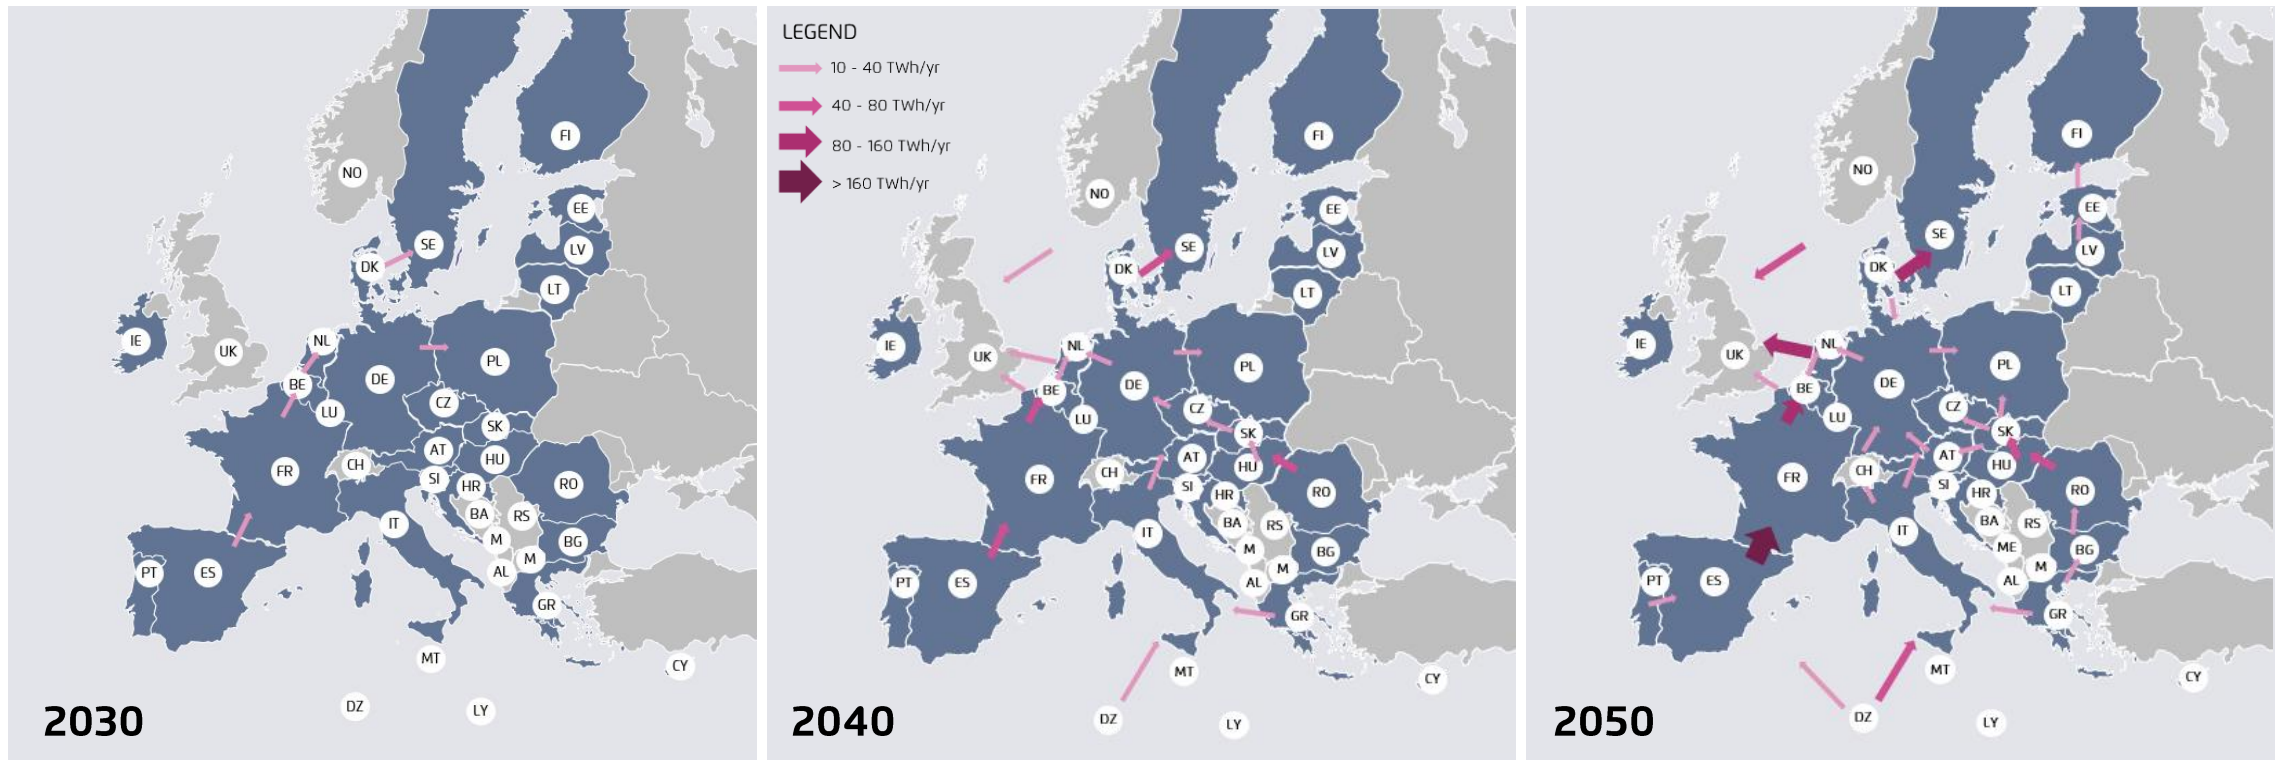 FI
NO
EE
SE
LV
DK
LT
IE
NL
UK
PL
DE
BE
CZ
LU
SK
AT
HU
CH
FR
SI
HR
RO
BA
RS
IT
M
BG
M
PT
ES
AL
GR
MT
CY
DZ
LY
2030
LEGEND
10 - 40 TWh/yr
40 - 80 TWh/yr
80 - 160 TWh/yr
> 160 TWh/yr
FI
NO
EE
SE
LV
DK
LT
IE
NL
UK
PL
DE
BE
CZ
LU
SK
AT
HU
CH
FR
SI
RO
HR
BA
RS
IT
M
BG
M
PT
ES
AL
GR
MT
CY
DZ
LY
2040
FI
NO
EE
SE
LV
DK
LT
IE
NL
UK
PL
DE
BE
CZ
LU
SK
AT
HU
CH
FR
SI
RO
HR
BA
RS
IT
ME
BG
M
PT
ES
AL
GR
MT
CY
DZ
LY
2050